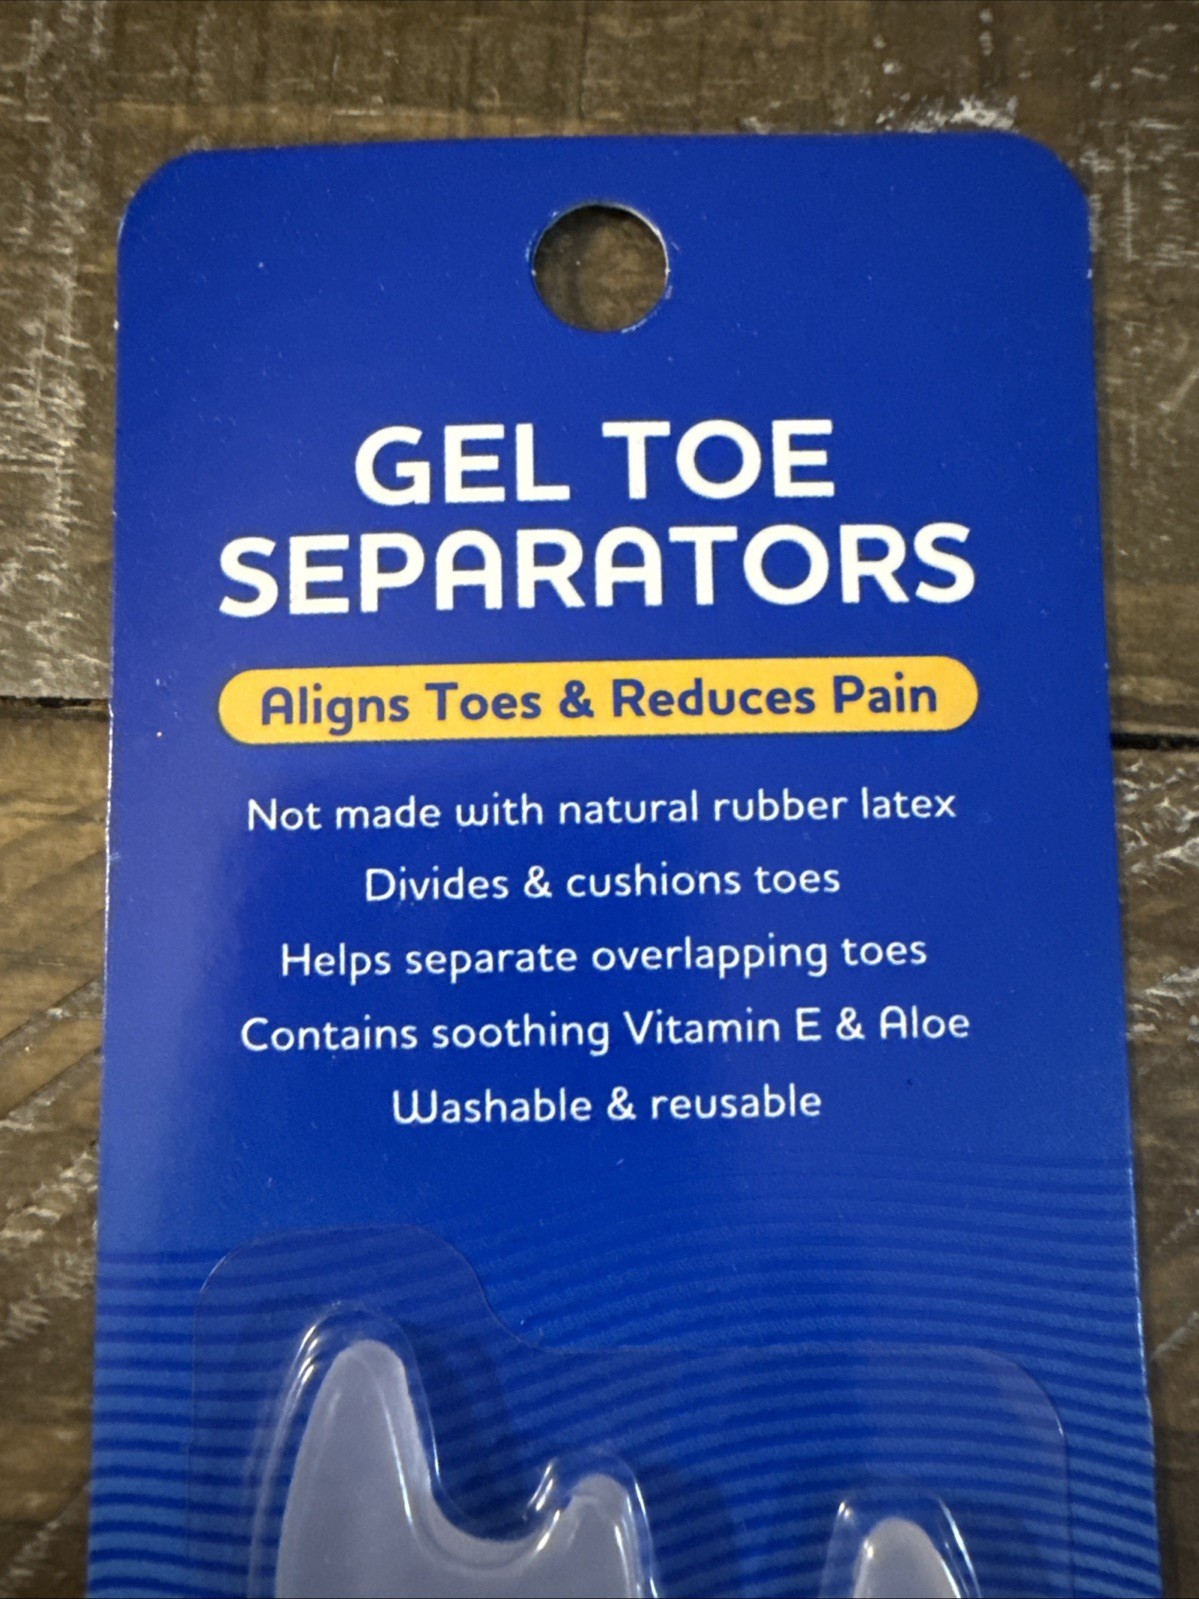 GEL TOE
SEPARATORS
Aligns Toes & Reduces Pain
Not made with natural rubber latex
Divides & cushions toes
Helps separate overlapping toes
Contains soothing Vitamin E & Aloe
Washable & reusable